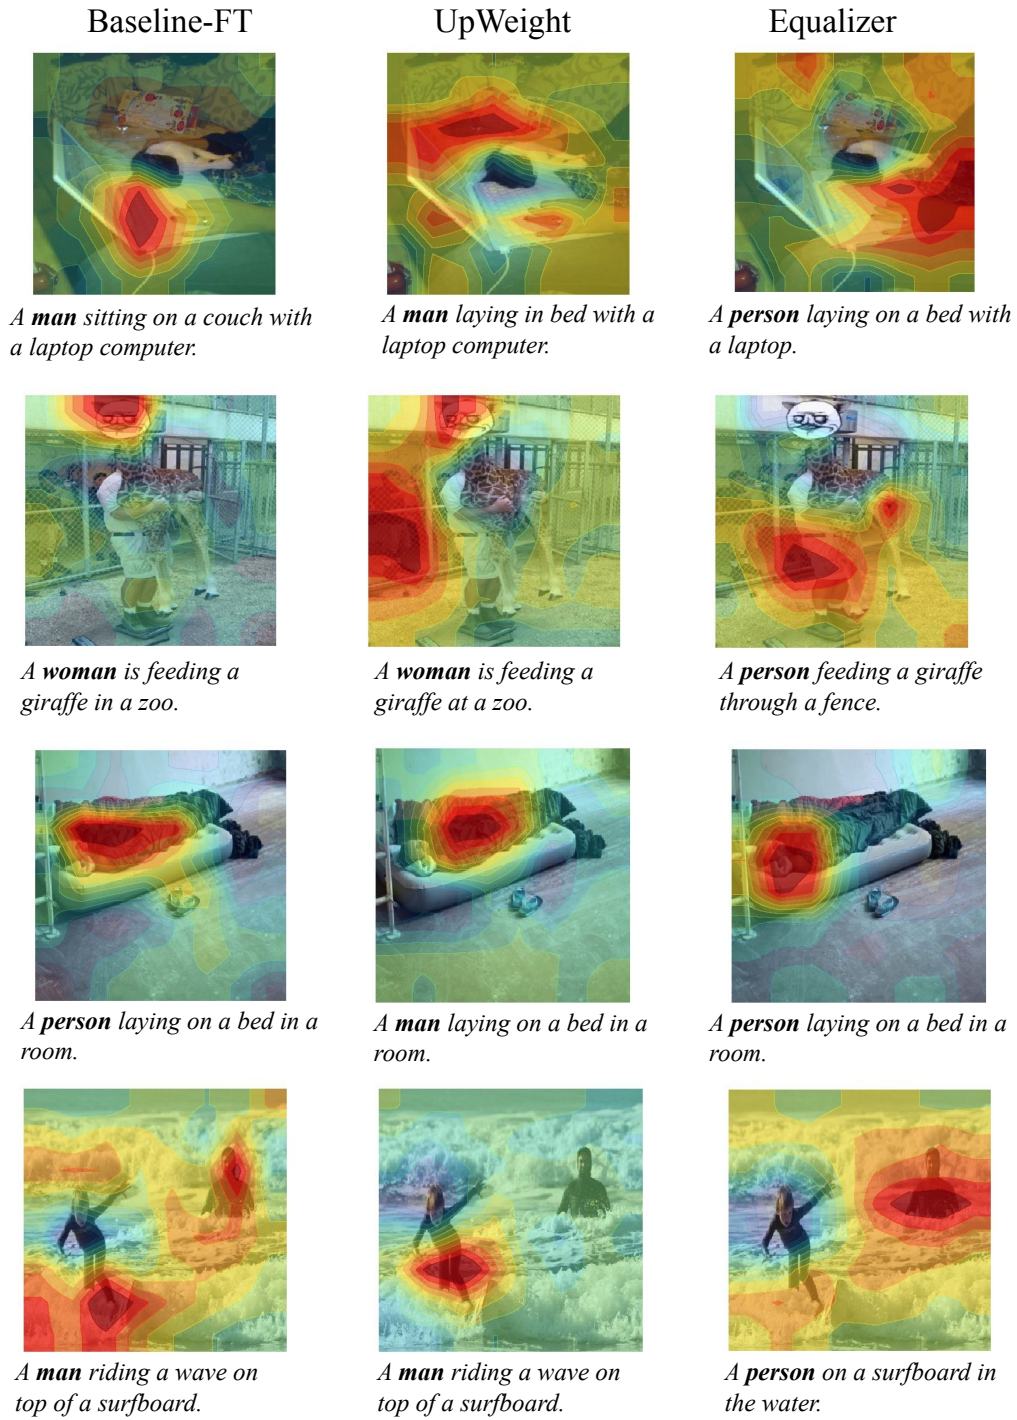 Baseline-FT
UpWeight
Equalizer
A man sitting on a couch with
a laptop computer.
A man laying in bed with a
laptop computer.
A person laying on a bed with
a laptop.
A woman is feeding a
giraffe in a zoo.
A woman is feeding a
giraffe at a zoo.
A person feeding a giraffe
through a fence.
A person laying on a bed in a
room.
A man laying on a bed in a
room.
A person laying on a bed in a
room.
A man riding a wave on
top of a surfboard.
A man riding a wave on
top of a surfboard.
A person on a surfboard in
the water.